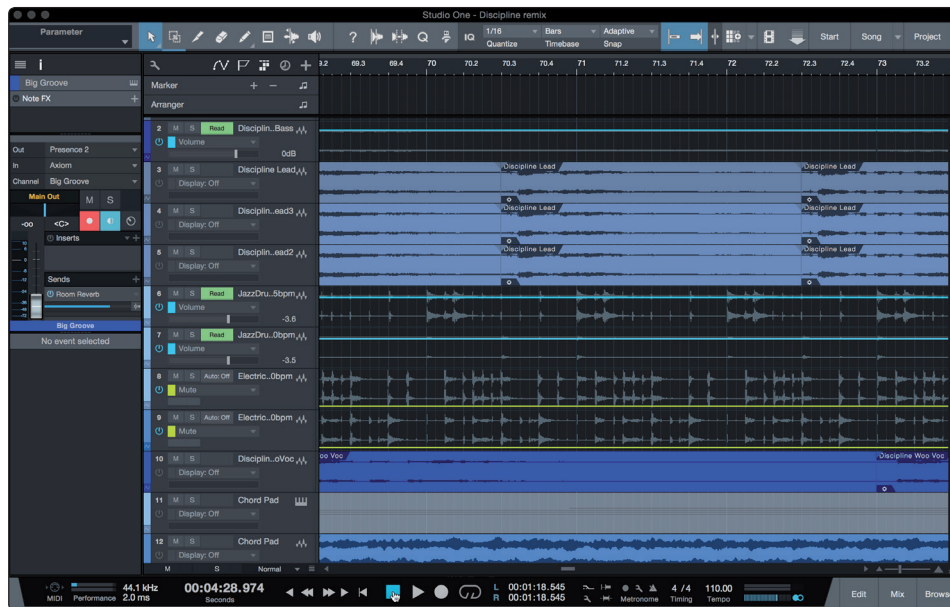 Studio One - Discipline remix
Parameter
IQ
1/16
Quantize
Bars
Timebase
Adaptive
Snap
Start
Song
Project
Big Groove
Note FX
Out
Presence 2
In
Axiom
Channel
Big Groove
Main Out
M
S
-oo
<C>
Inserts
Sends
Room Reverb
Big Groove
No event selected
9.2
69.3
69.4
70
70.2
70.3
70.4
71
71.2
71.3
71.4
72
72.2
72.3
72.4
73
73.2
Marker
Arranger
2 M S Read Disciplin..Bass
Volume
0dB
3 M S Discipline Lead
Display: Off
Discipline Lead
Discipline Lead
4 M S Disciplin..ead3
Display: Off
Discipline Lead
Discipline Lead
5 M S Disciplin..ead2
Display: Off
Discipline Lead
Discipline Lead
6 M S Read JazzDru..5bpm
Volume
-3.6
7 M S Read JazzDru..0bpm
Volume
-3.5
8 M S Auto: Off Electric..0bpm
Mute
9 M S Auto: Off Electric..0bpm
Mute
10 M S Disciplin..oVoc
Display: Off
oo Voc
Discipline Woo Voc
11 M S Chord Pad
Display: Off
12 M S Chord Pad
Display: Off
M S Normal
MIDI
Performance
44.1 kHz
2.0 ms
00:04:28.974
Seconds
L 00:01:18.545
R 00:01:18.545
Metronome
4 / 4
Timing
110.00
Tempo
Edit
Mix
Brows